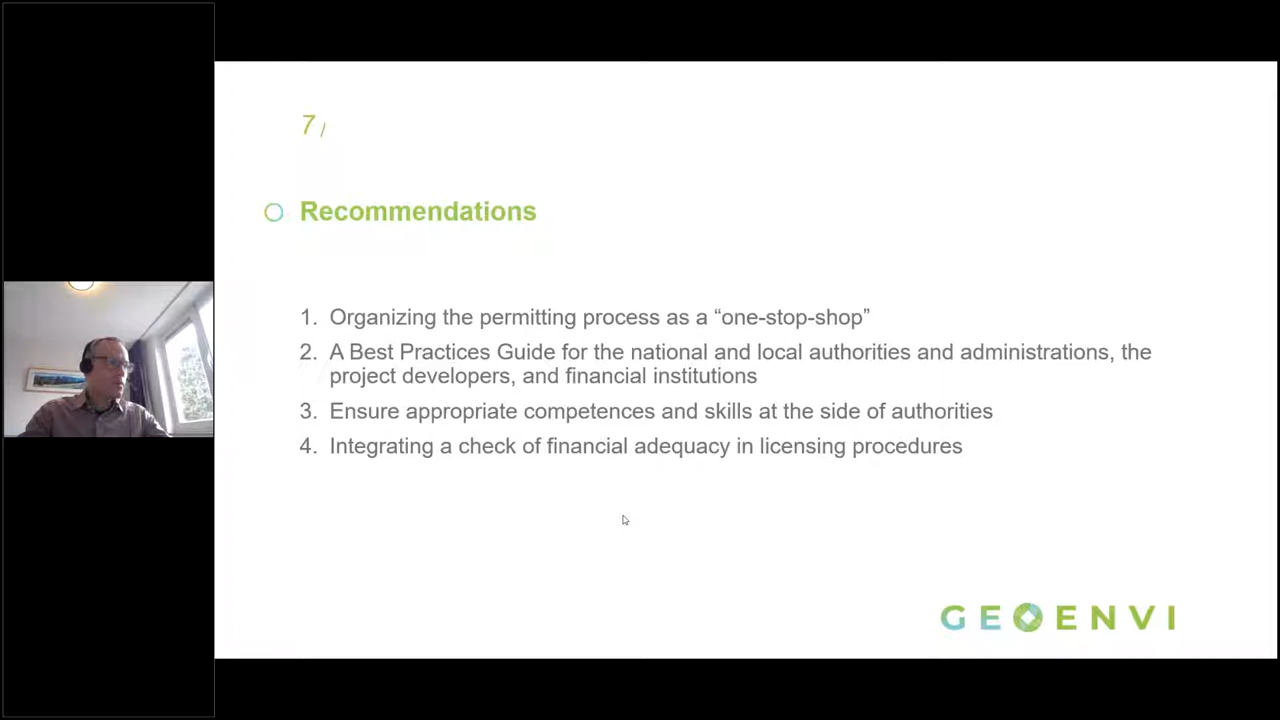 7 /
Recommendations
1. Organizing the permitting process as a “one-stop-shop”
2. A Best Practices Guide for the national and local authorities and administrations, the
project developers, and financial institutions
3. Ensure appropriate competences and skills at the side of authorities
4. Integrating a check of financial adequacy in licensing procedures
GEOENVI